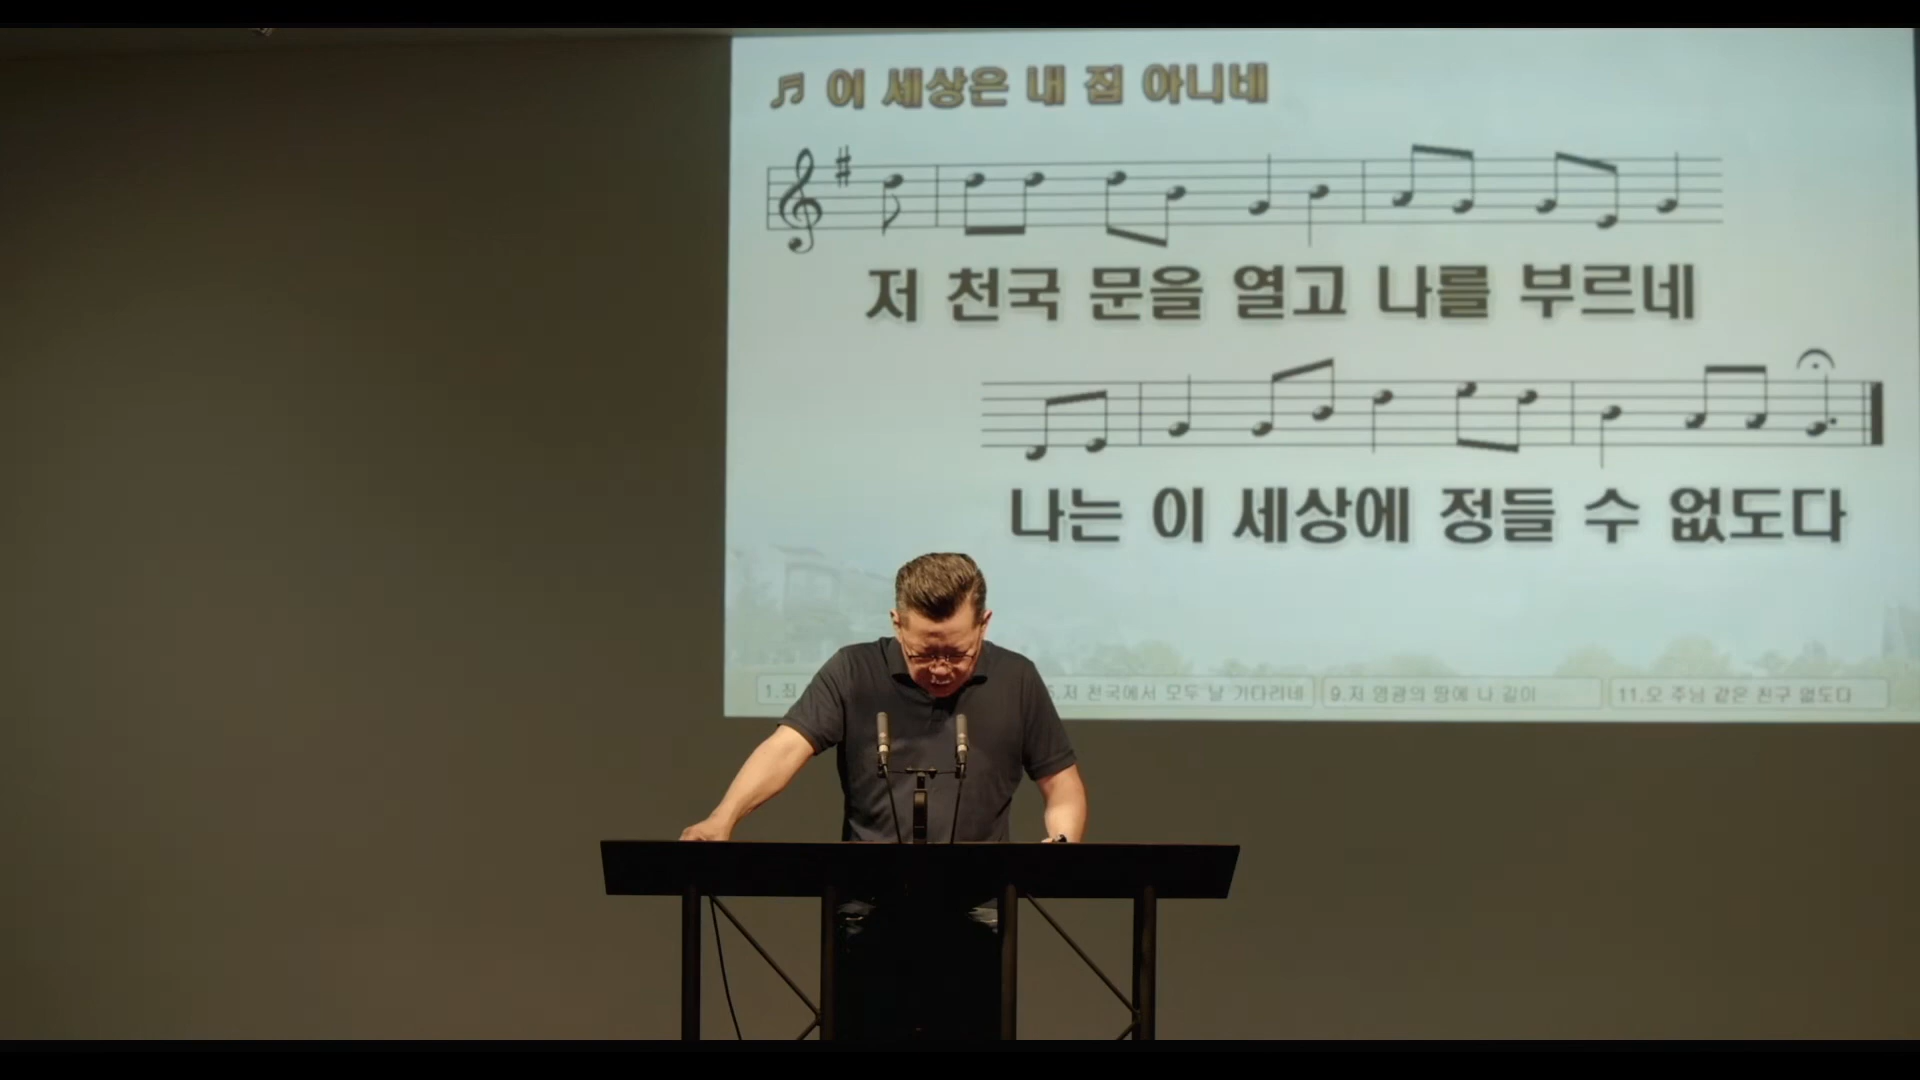 이 세상은 내 집 아니네
저 천국 문을 열고 나를 부르네
나는 이 세상에 정들 수 없도다
1.죄
5.저 천국에서 모두 날 기다리네
9.저 영광의 땅에 나 길이
11.오 주님 같은 친구 없도다